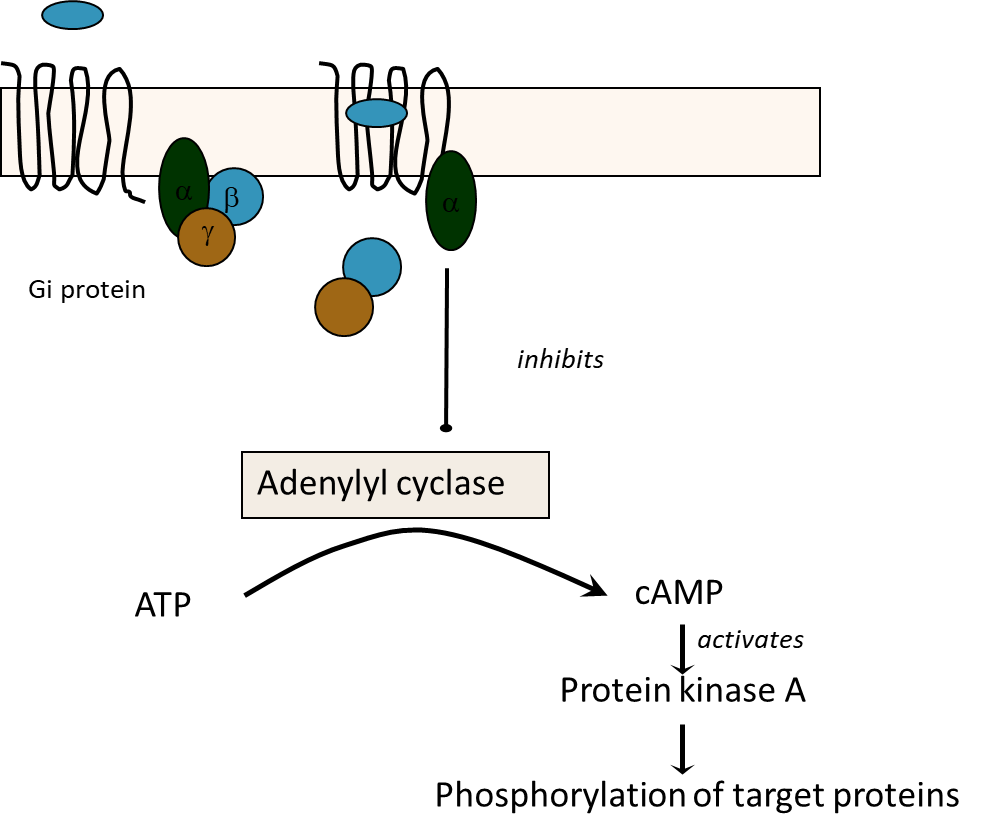 α
β
γ
α
Gi protein
inhibits
Adenylyl cyclase
ATP
cAMP
activates
Protein kinase A
Phosphorylation of target proteins